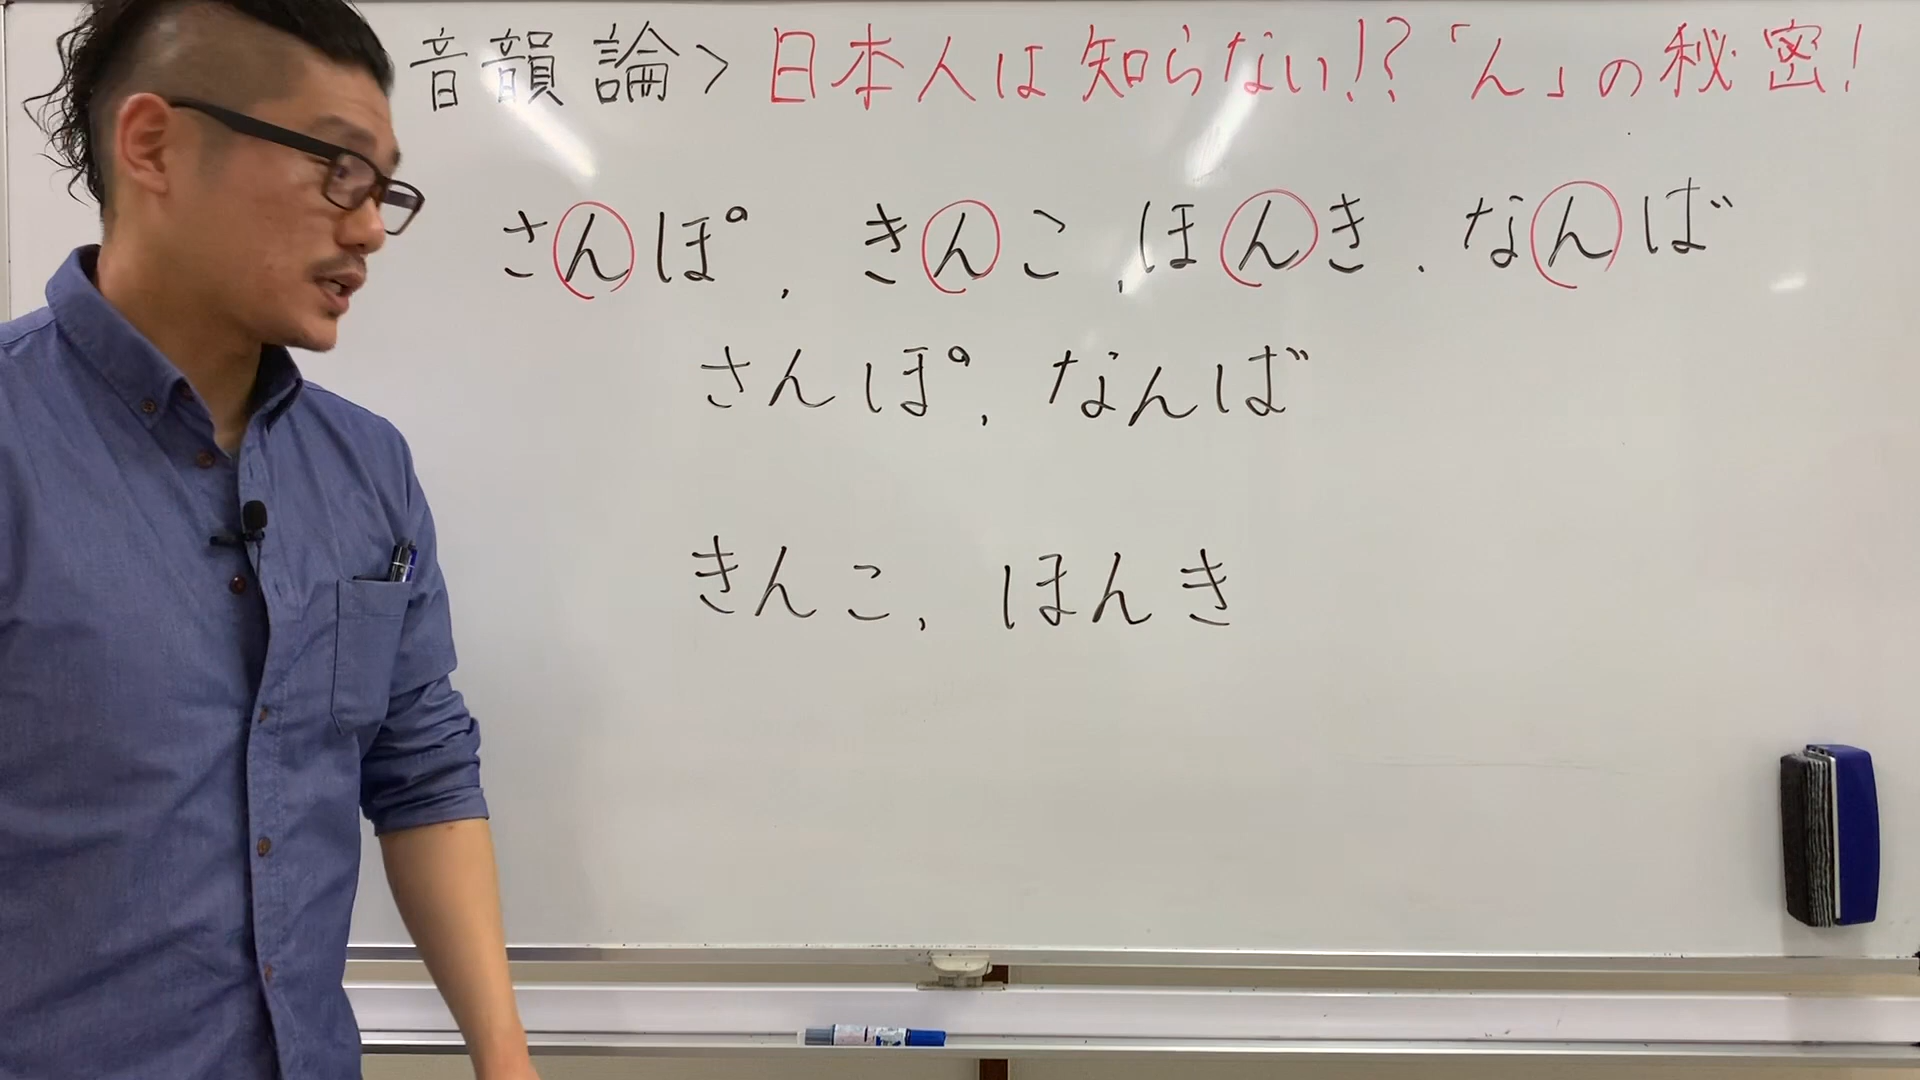 音韻論>日本人は知らない!?「ん」の秘密!
さんぽ, きんこ, ほんき, なんば
さんぽ, なんば
きんこ, ほんき